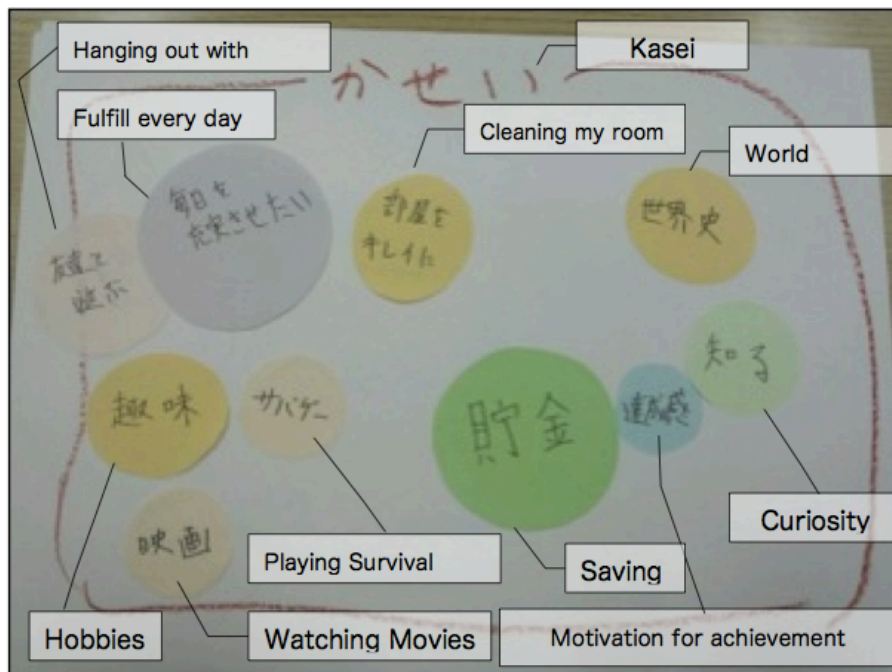 Hanging out with
Kasei
かせい
Fulfill every day
Cleaning my room
World
毎日を
充実させたい
部屋を
キレイに
世界史
友達と
遊ぶ
知る
趣味
サバゲー
貯金
達成感
映画
Curiosity
Playing Survival
Saving
Hobbies
Watching Movies
Motivation for achievement